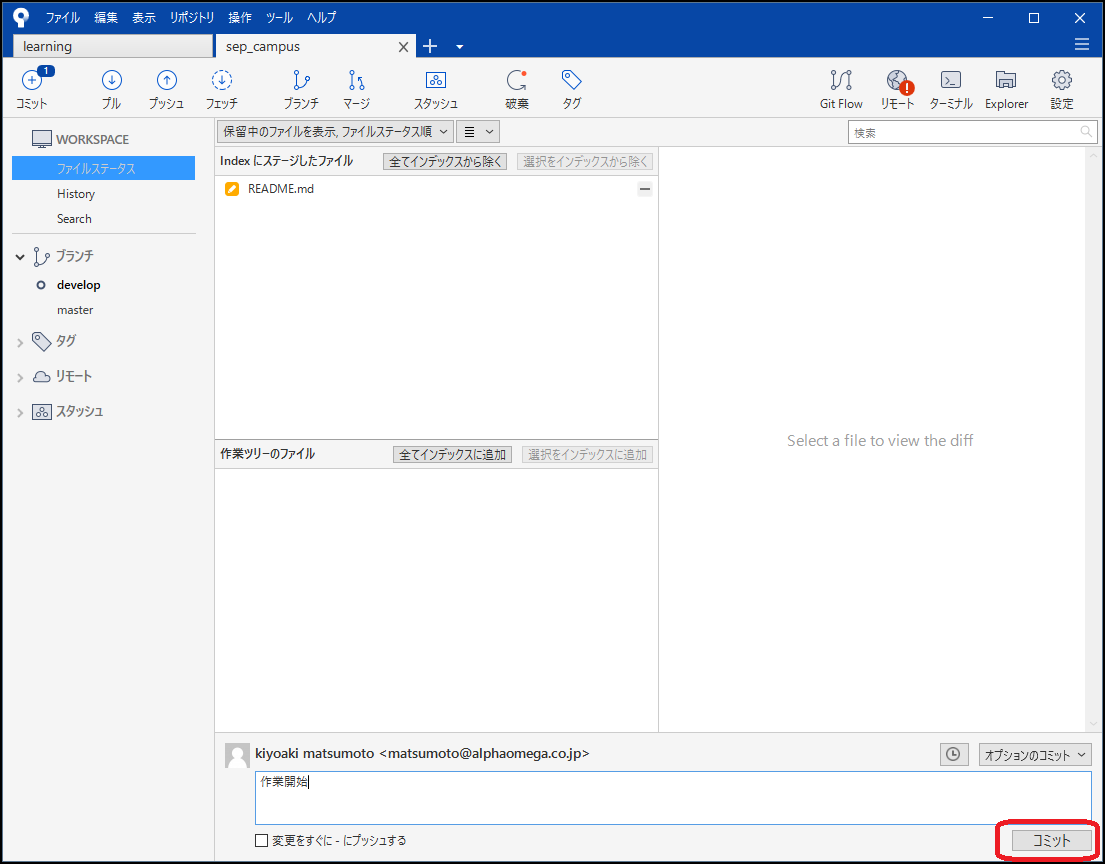 ファイル 編集 表示 リポジトリ 操作 ツール ヘルプ
learning sep_campus
1
コミット プル プッシュ フェッチ ブランチ マージ スタッシュ 破棄 タグ Git Flow リモート ターミナル Explorer 設定
WORKSPACE
ファイルステータス
History
Search
ブランチ
develop
master
タグ
リモート
スタッシュ
保留中のファイルを表示, ファイルステータス順
検索
Index にステージしたファイル 全てインデックスから除く 選択をインデックスから除く
README.md
作業ツリーのファイル 全てインデックスに追加 選択をインデックスに追加
Select a file to view the diff
kiyoaki matsumoto <matsumoto@alphaomega.co.jp> オプションのコミット
作業開始
変更をすぐに - にプッシュする
コミット